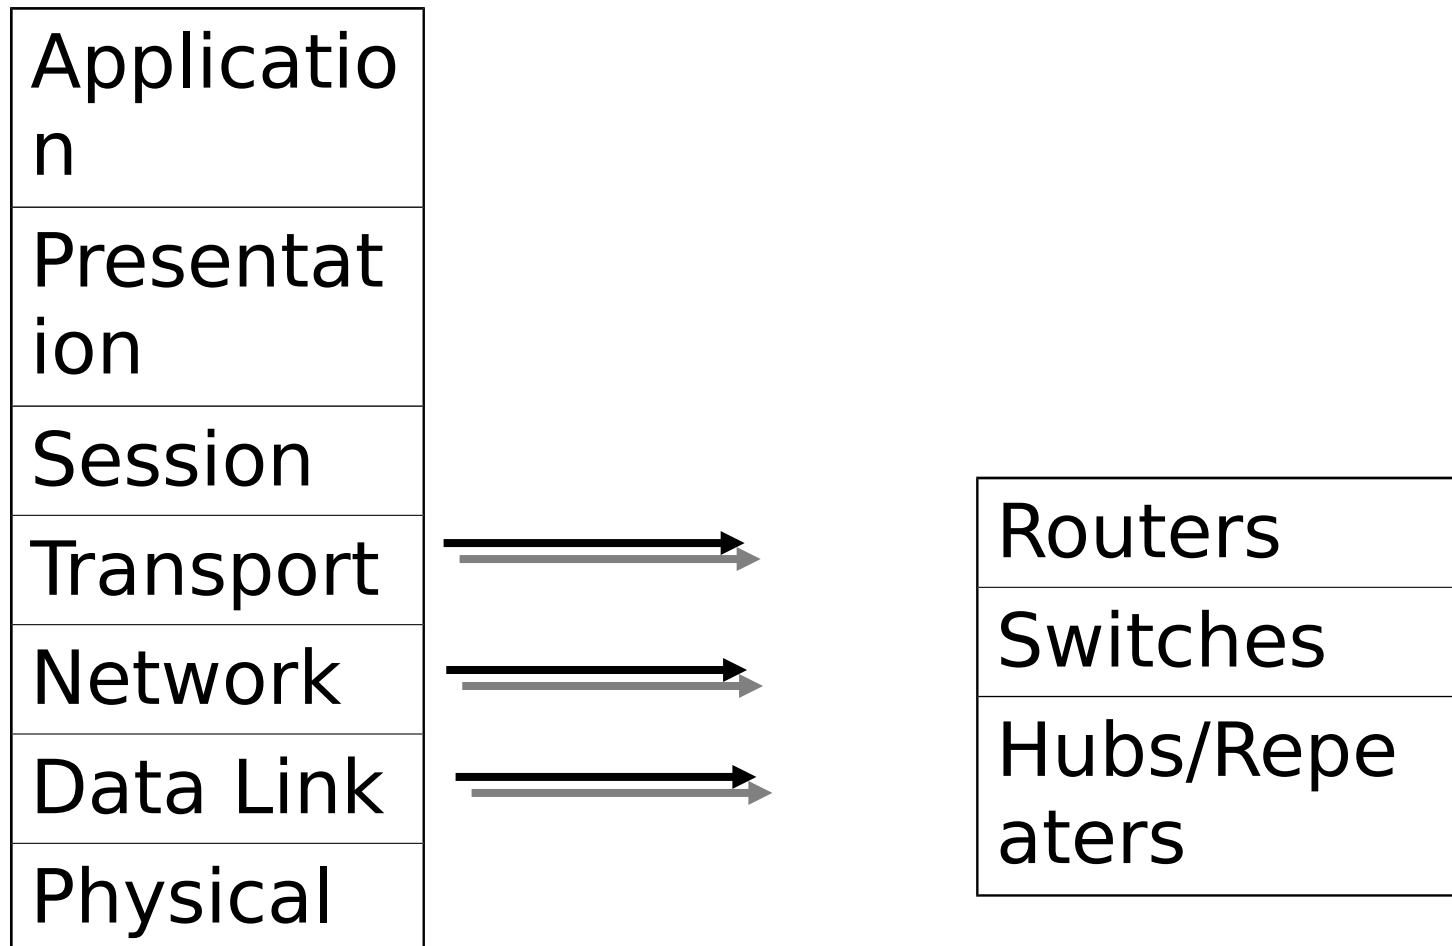 Applicatio
n
Presentat
ion
Session
Transport
Network
Data Link
Physical
Routers
Switches
Hubs/Repe
aters